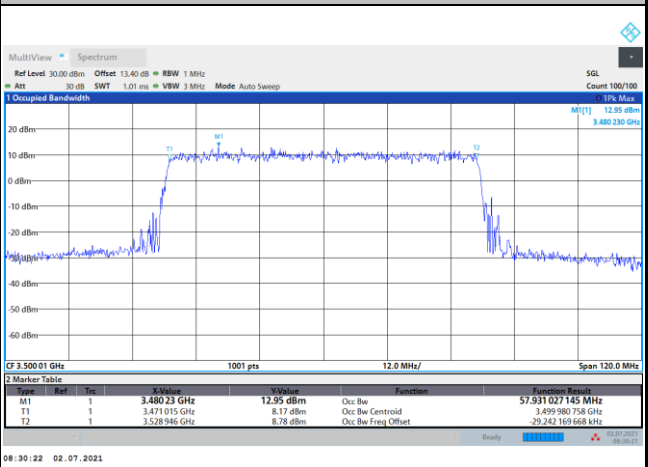 MultiView Spectrum
Ref Level 30.00 dBm Offset 13.40 dB RBW 1 MHz SGL
Att 30 dB SWT 1.01 ms VBW 3 MHz Mode Auto Sweep Count 100/100
1 Occupied Bandwidth 1Pk Max
M1[1] 12.95 dBm
3.480 230 GHz
20 dBm
M1
T1
T2
10 dBm
0 dBm
-10 dBm
-20 dBm
-30 dBm
-40 dBm
-50 dBm
-60 dBm
CF 3.500 01 GHz 1001 pts 12.0 MHz/ Span 120.0 MHz
2 Marker Table
Type Ref Trc X-Value Y-Value Function Function Result
M1 1 3.480 23 GHz 12.95 dBm Occ Bw 57.931 027 145 MHz
T1 1 3.471 015 GHz 8.17 dBm Occ Bw Centroid 3.499 980 758 GHz
T2 1 3.528 946 GHz 8.78 dBm Occ Bw Freq Offset -29.242 169 668 kHz
Ready 02.07.2021
08:30:21
08:30:22 02.07.2021